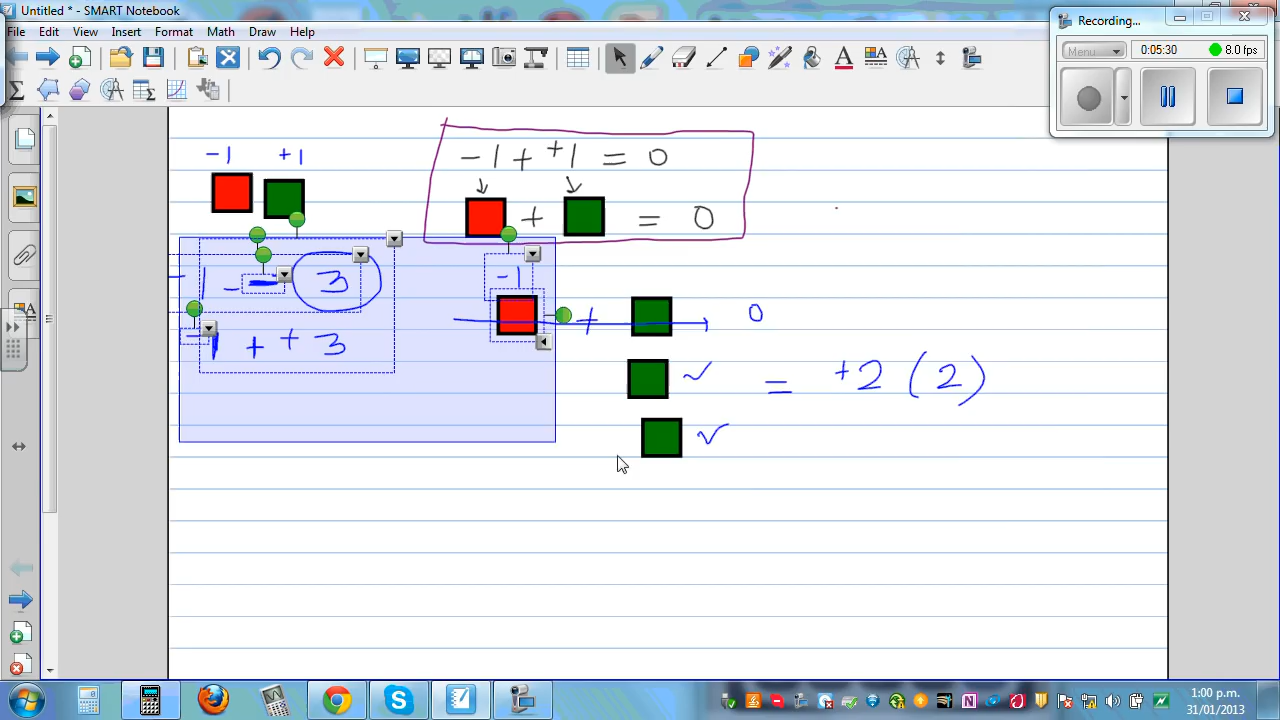 Untitled * - SMART Notebook
Recording...
File Edit View Insert Format Math Draw Help
Menu
:05:30
8.0 fps
-1 +1
-1 + +1 = 0
+ = 0
-1 - - 3
-1
+ 0
-1 + +3
= +2 (2)
1:00 p.m.
31/01/2013